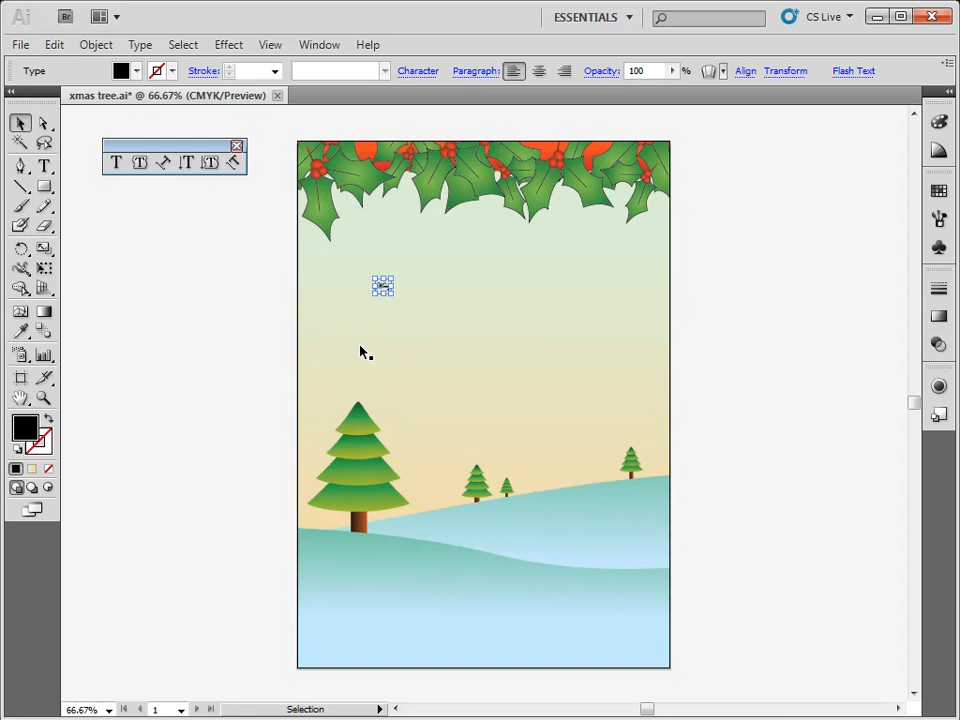 Ai Br ESSENTIALS CS Live
File Edit Object Type Select Effect View Window Help
Type Stroke: Character Paragraph: Opacity: 100 % Align Transform Flash Text
xmas tree.ai* @ 66.67% (CMYK/Preview)
66.67% 1 Selection